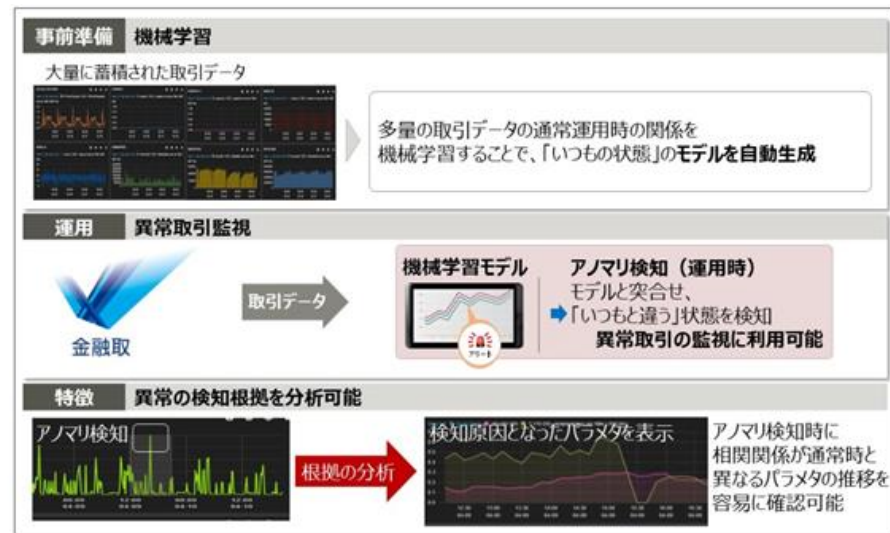 事前準備 機械学習
大量に蓄積された取引データ
多量の取引データの通常運用時の関係を
機械学習することで、「いつもの状態」のモデルを自動生成
運用 異常取引監視
金融取
取引データ
機械学習モデル
アラート
アノマリ検知（運用時）
モデルと突合せ、
「いつもと違う」状態を検知
異常取引の監視に利用可能
特徴 異常の検知根拠を分析可能
アノマリ検知
根拠の分析
検知原因となったパラメタを表示
アノマリ検知時に
相関関係が通常時と
異なるパラメタの推移を
容易に確認可能